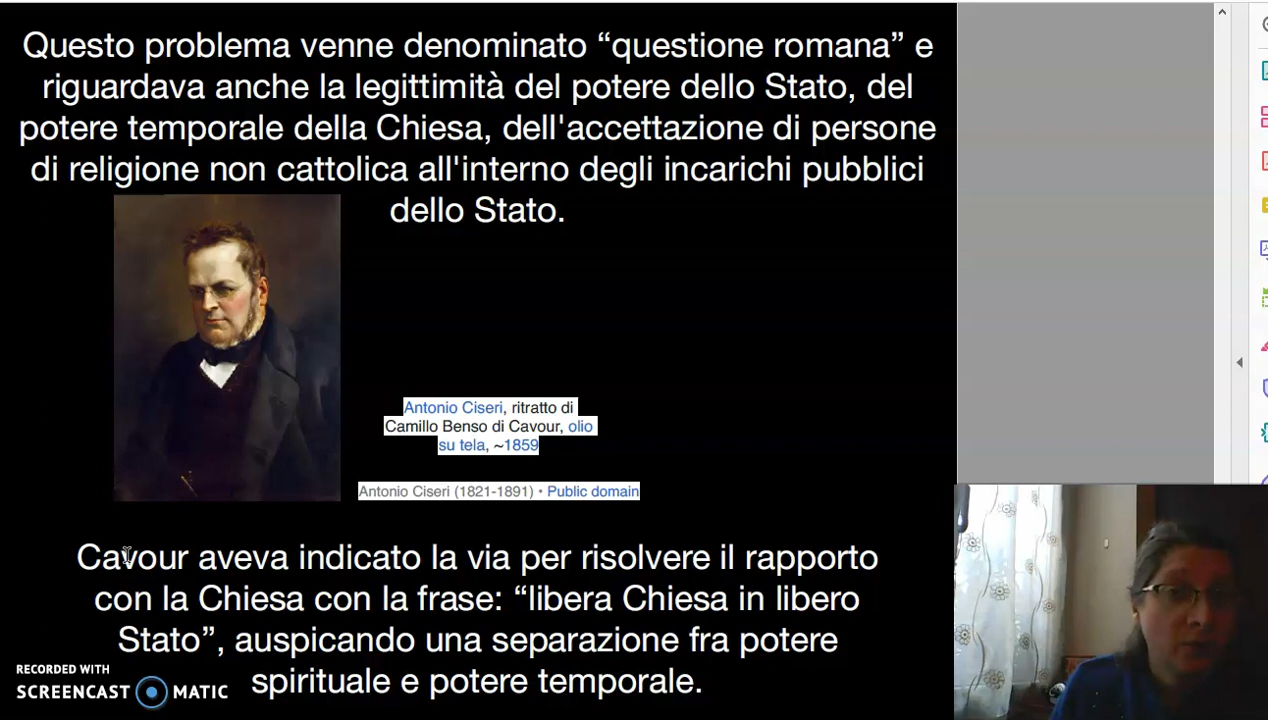 Questo problema venne denominato “questione romana” e
riguardava anche la legittimità del potere dello Stato, del
potere temporale della Chiesa, dell'accettazione di persone
di religione non cattolica all'interno degli incarichi pubblici
dello Stato.
Antonio Ciseri, ritratto di
Camillo Benso di Cavour, olio
su tela, ~1859
Antonio Ciseri (1821-1891) • Public domain
Cavour aveva indicato la via per risolvere il rapporto
con la Chiesa con la frase: “libera Chiesa in libero
Stato”, auspicando una separazione fra potere
spirituale e potere temporale.
RECORDED WITH
SCREENCAST MATIC